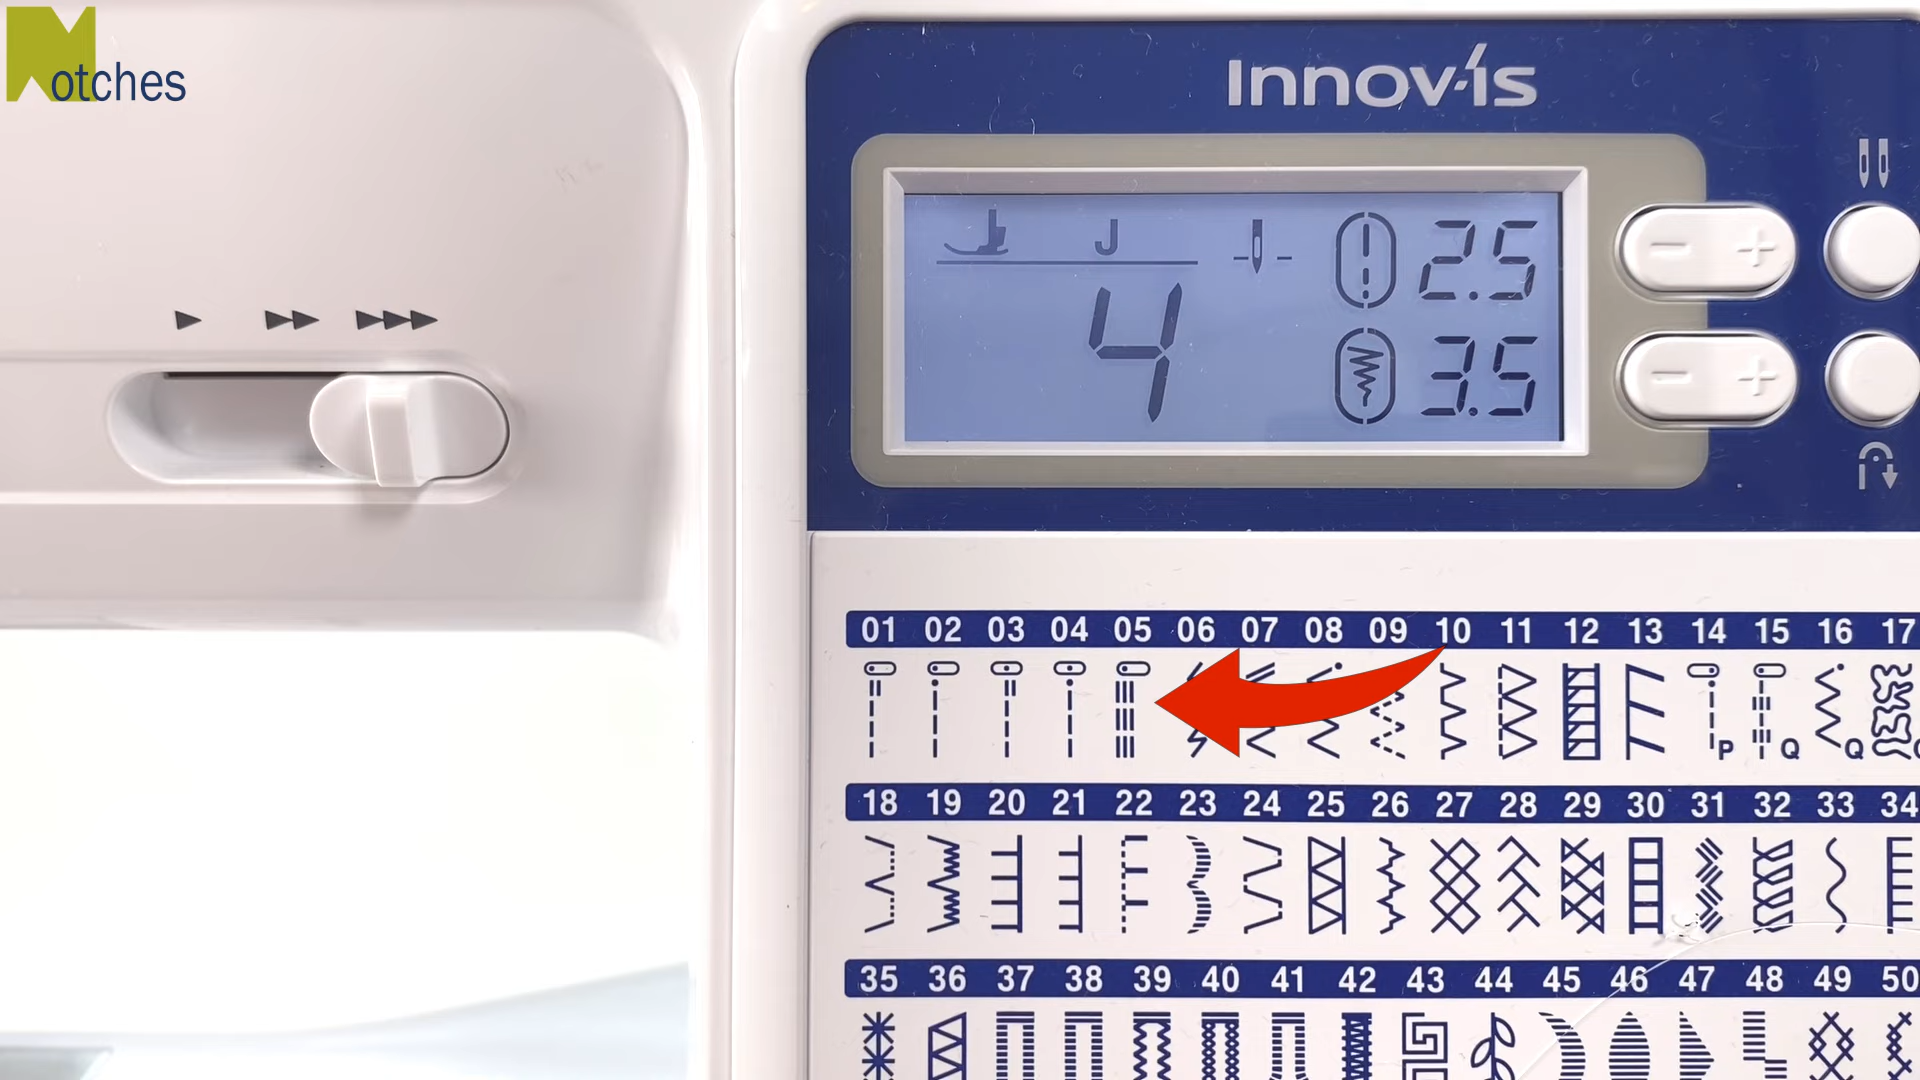 Notches
Innov-ís
J
4
2.5
3.5
- +
- +
01 02 03 04 05 06 07 08 09 10 11 12 13 14 15 16 17
P Q Q
18 19 20 21 22 23 24 25 26 27 28 29 30 31 32 33 34
35 36 37 38 39 40 41 42 43 44 45 46 47 48 49 50